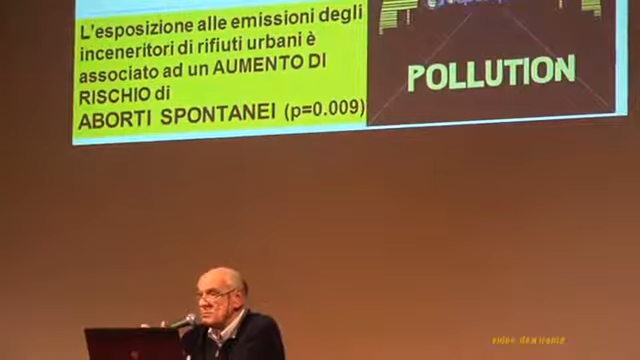 L'esposizione alle emissioni degli
inceneritori di rifiuti urbani è
associato ad un AUMENTO DI
RISCHIO di
ABORTI SPONTANEI (p=0.009)
POLLUTION